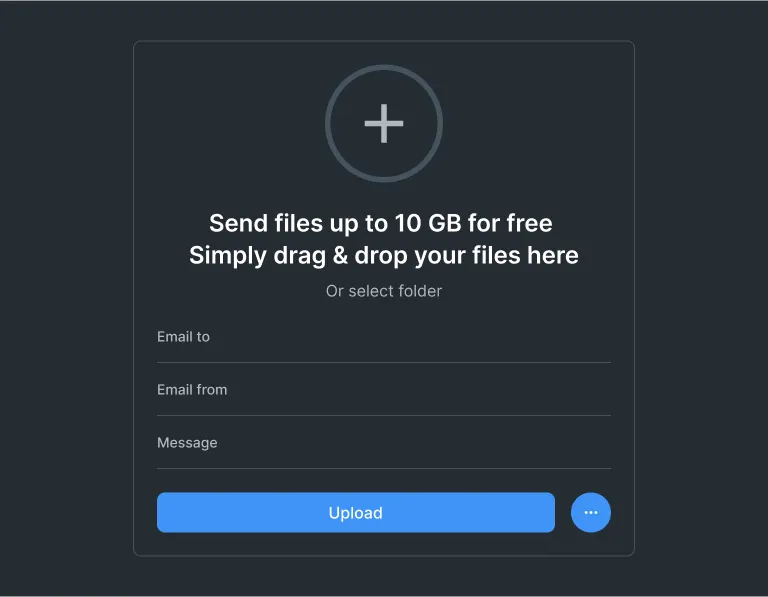 Send files up to 10 GB for free
Simply drag & drop your files here
Or select folder
Email to
Email from
Message
Upload